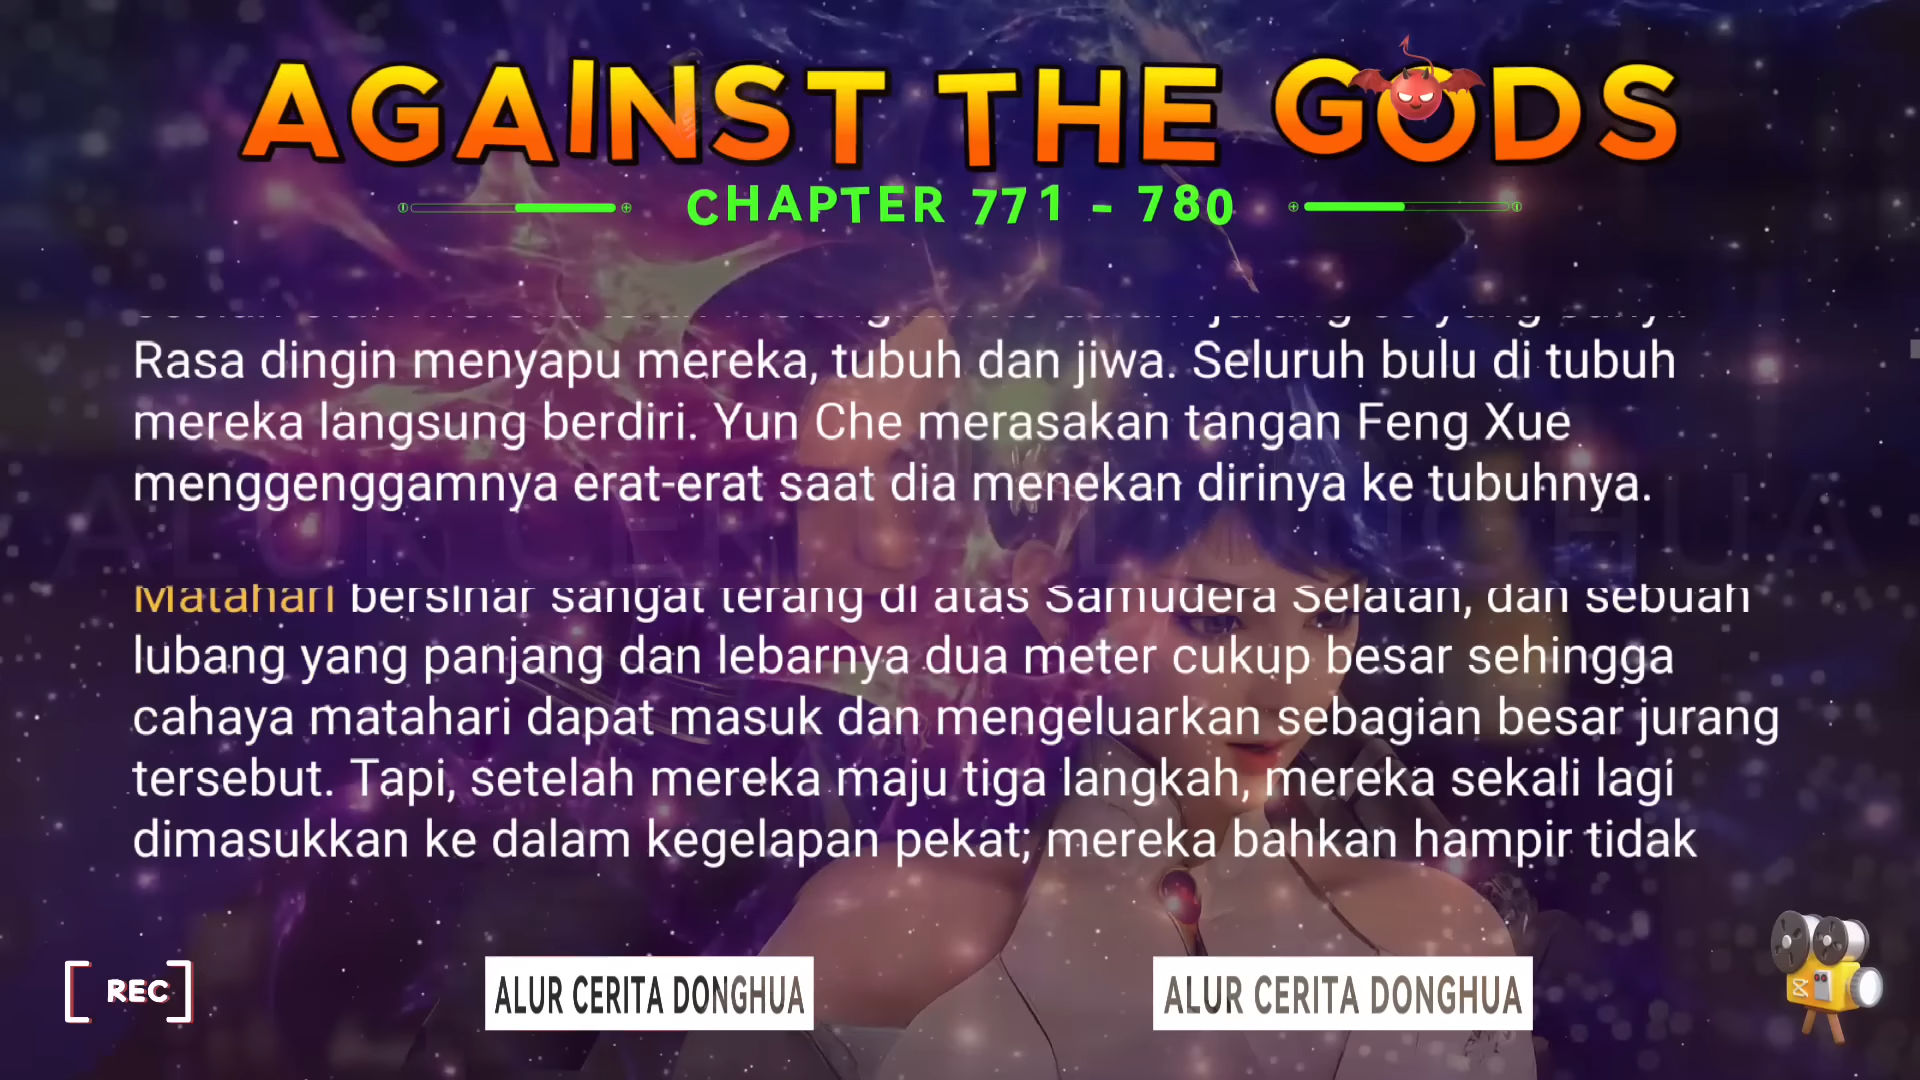 AGAINST THE GODS
CHAPTER 771 - 780
Rasa dingin menyapu mereka, tubuh dan jiwa. Seluruh bulu di tubuh
mereka langsung berdiri. Yun Che merasakan tangan Feng Xue
menggenggamnya erat-erat saat dia menekan dirinya ke tubuhnya.
Matahari bersinar sangat terang di atas Samudera Selatan, dan sebuah
lubang yang panjang dan lebarnya dua meter cukup besar sehingga
cahaya matahari dapat masuk dan mengeluarkan sebagian besar jurang
tersebut. Tapi, setelah mereka maju tiga langkah, mereka sekali lagi
dimasukkan ke dalam kegelapan pekat; mereka bahkan hampir tidak
REC
ALUR CERITA DONGHUA
ALUR CERITA DONGHUA